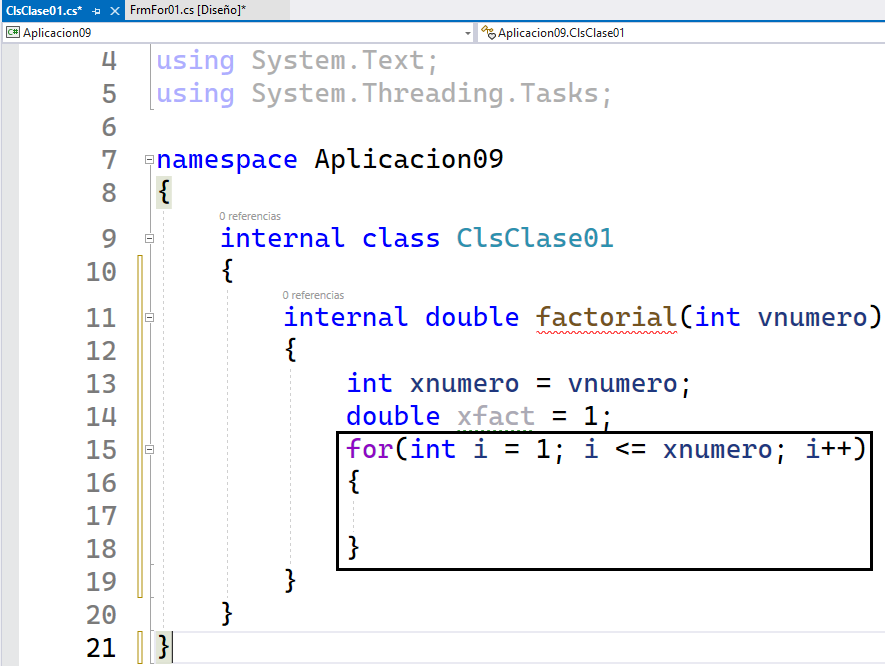 ClsClase01.cs* FrmFor01.cs [Diseño]*
C# Aplicacion09 Aplicacion09.ClsClase01
4 using System.Text;
5 using System.Threading.Tasks;
6
7 namespace Aplicacion09
8 {
0 referencias
9 internal class ClsClase01
10 {
0 referencias
11 internal double factorial(int vnumero)
12 {
13 int xnumero = vnumero;
14 double xfact = 1;
15 for(int i = 1; i <= xnumero; i++)
16 {
17
18 }
19 }
20 }
21 }